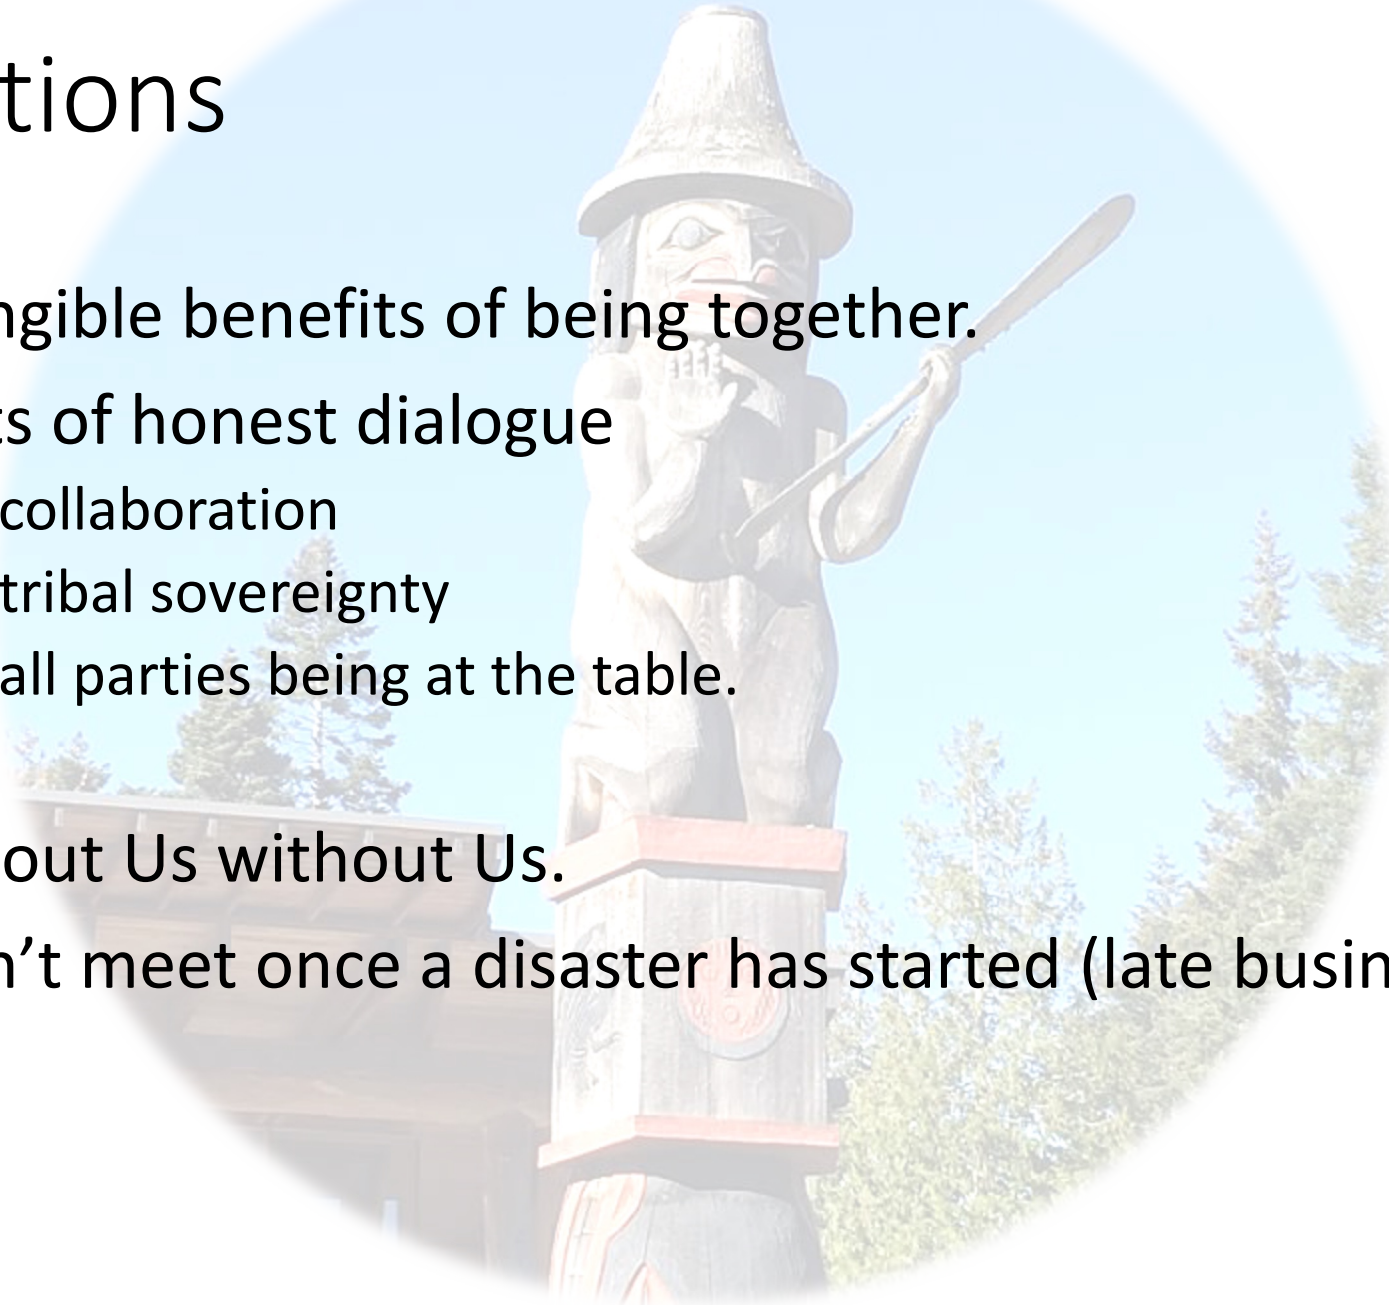 tions
ngible benefits of being together.
ts of honest dialogue
collaboration
tribal sovereignty
all parties being at the table.
out Us without Us.
n’t meet once a disaster has started (late busin